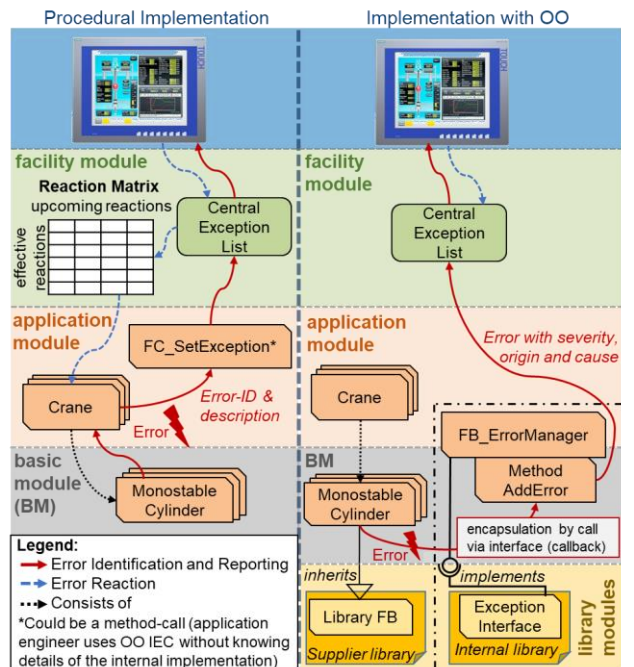 Procedural Implementation
Implementation with OO
TOUCH
TOUCH
facility module
Reaction Matrix
upcoming reactions
effective
reactions
Central
Exception
List
facility
module
Central
Exception
List
application
module
FC_SetException*
Crane
Error-ID &
description
Error
application
module
Error with severity,
origin and cause
Crane
FB_ErrorManager
Method
AddError
basic
module
(BM)
Monostable
Cylinder
BM
Monostable
Cylinder
Error
encapsulation by call
via interface (callback)
Legend:
Error Identification and Reporting
Error Reaction
Consists of
*Could be a method-call (application
engineer uses OO IEC without knowing
details of the internal implementation)
inherits
implements
Library FB
Supplier library
Exception
Interface
Internal library
library
modules